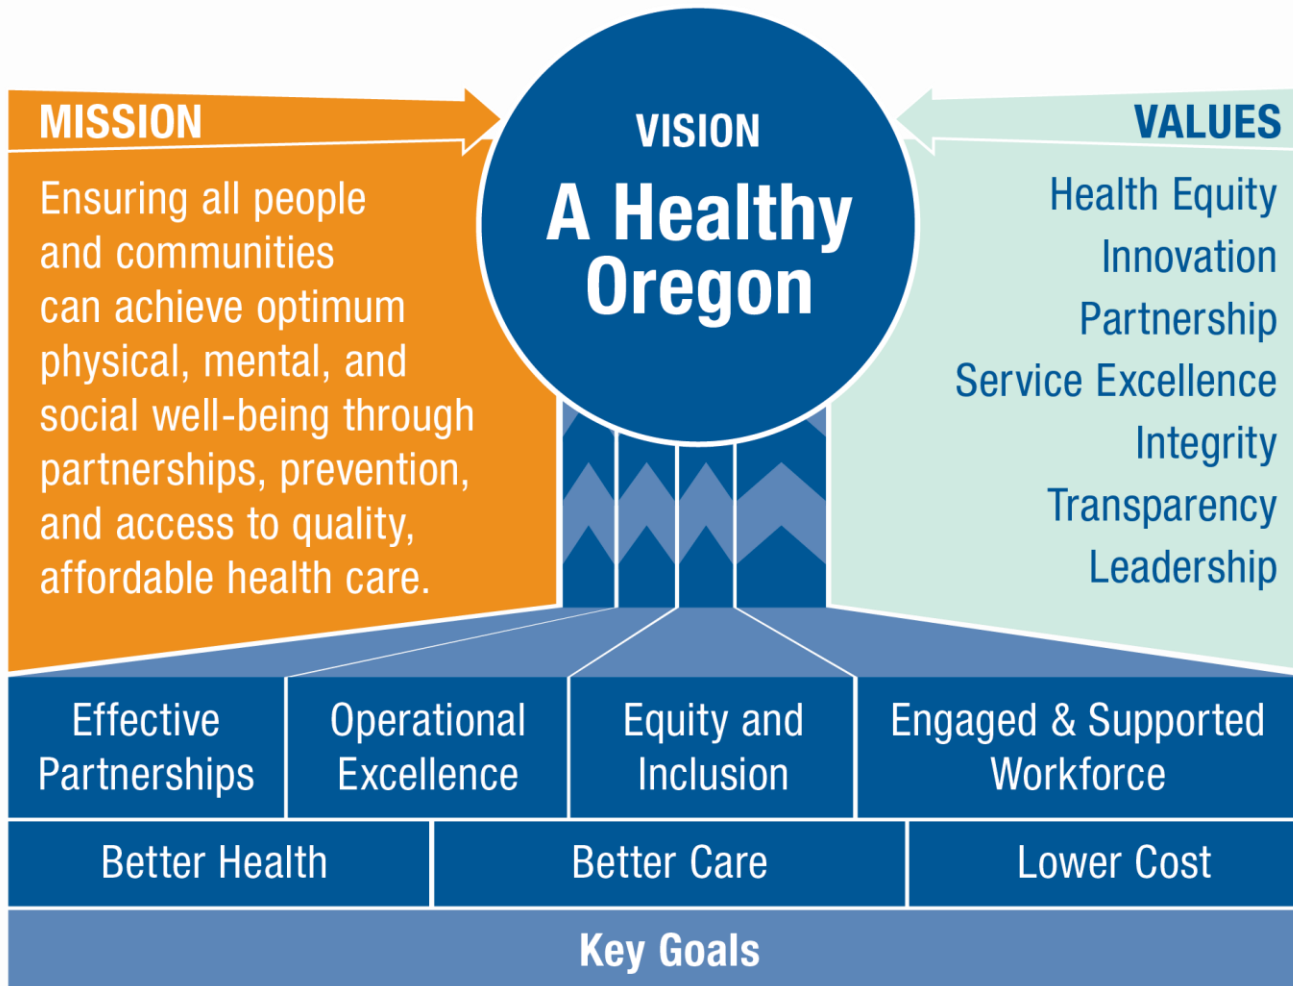 MISSION
Ensuring all people
and communities
can achieve optimum
physical, mental, and
social well-being through
partnerships, prevention,
and access to quality,
affordable health care.
VISION
A Healthy
Oregon
VALUES
Health Equity
Innovation
Partnership
Service Excellence
Integrity
Transparency
Leadership
Effective
Partnerships
Operational
Excellence
Equity and
Inclusion
Engaged & Supported
Workforce
Better Health
Better Care
Lower Cost
Key Goals